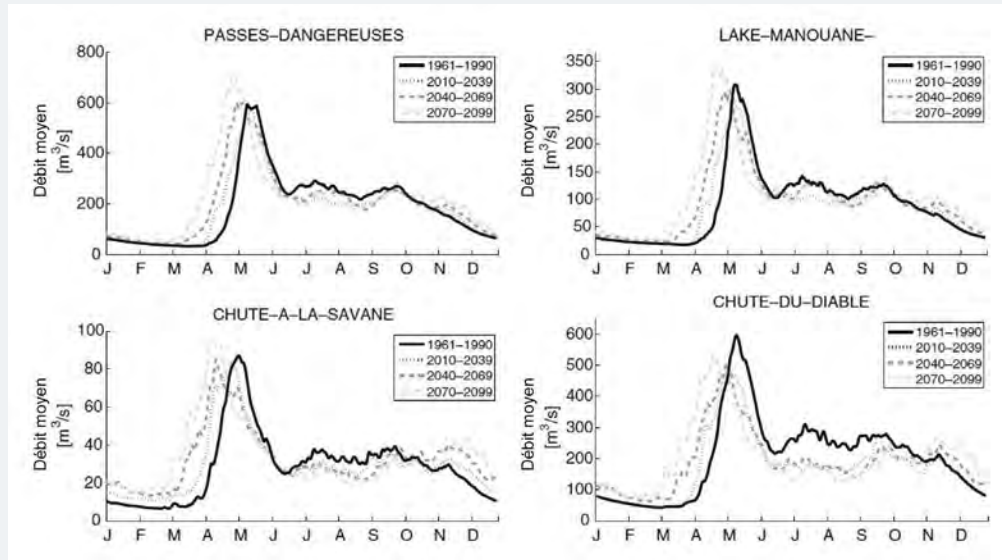 PASSES–DANGEREUSES
800
600
400
200
0
Débit moyen
[m³/s]
1961–1990
2010–2039
2040–2069
2070–2099
J F M A M J J A S O N D
LAKE–MANOUANE–
350
300
250
200
150
100
50
0
Débit moyen
[m³/s]
1961–1990
2010–2039
2040–2069
2070–2099
J F M A M J J A S O N D
CHUTE–A–LA–SAVANE
100
80
60
40
20
0
Débit moyen
[m³/s]
1961–1990
2010–2039
2040–2069
2070–2099
J F M A M J J A S O N D
CHUTE–DU–DIABLE
600
500
400
300
200
100
0
Débit moyen
[m³/s]
1961–1990
2010–2039
2040–2069
2070–2099
J F M A M J J A S O N D